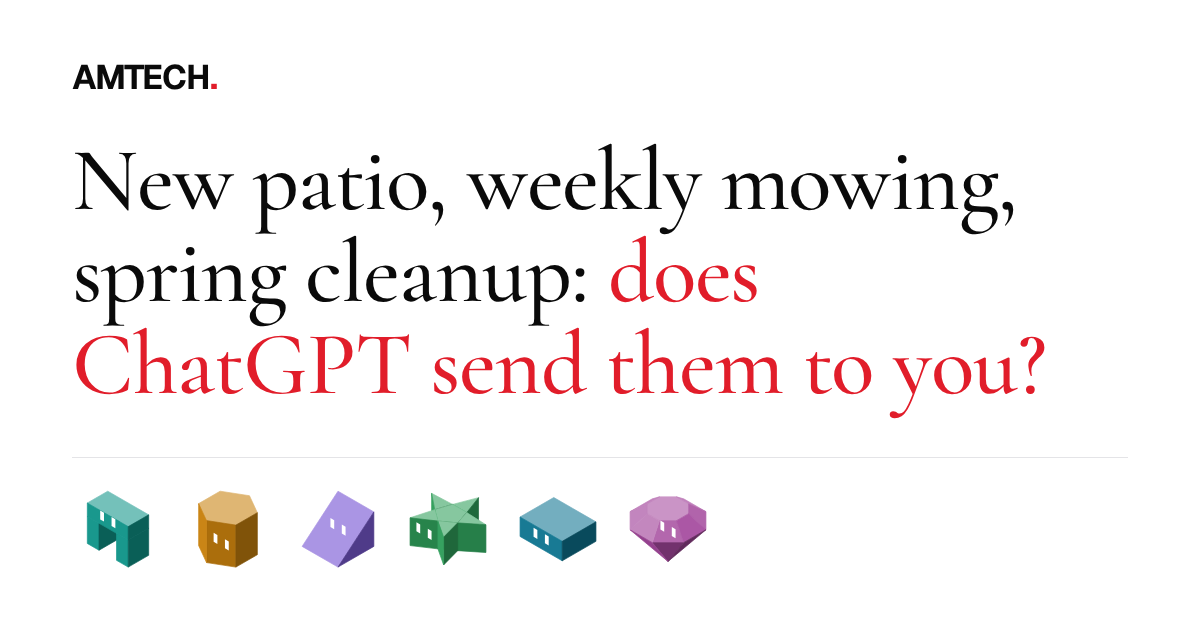 AMTECH.
New patio, weekly mowing,
spring cleanup: does
ChatGPT send them to you?